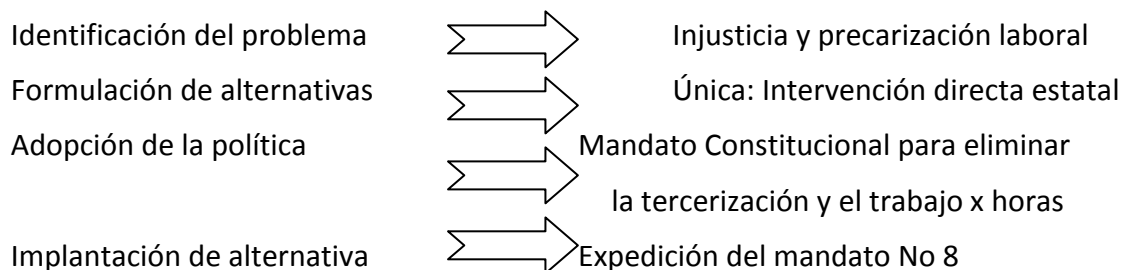 Identificación del problema Injusticia y precarización laboral
Formulación de alternativas Única: Intervención directa estatal
Adopción de la política Mandato Constitucional para eliminar
la tercerización y el trabajo x horas
Implantación de alternativa Expedición del mandato No 8